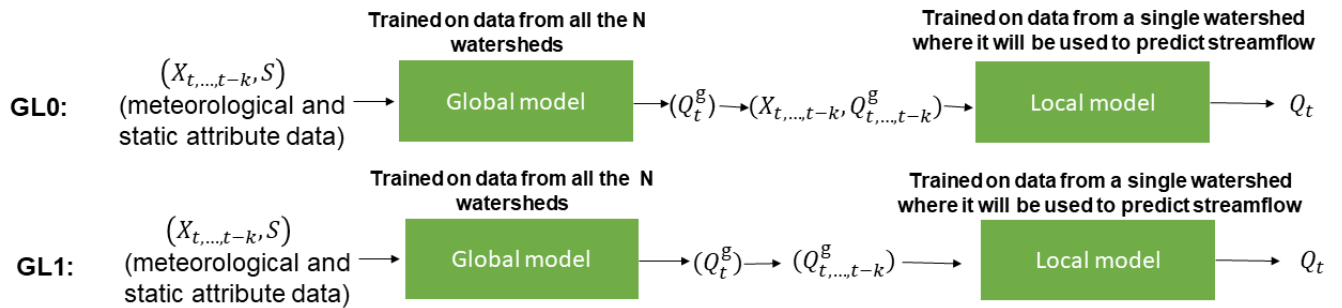 Trained on data from all the N
watersheds
Trained on data from a single watershed
where it will be used to predict streamflow
GL0:
(X_{t,…,t−k}, S)
(meteorological and
static attribute data)
Global model
(Q_t^g)
(X_{t,…,t−k}, Q_{t,…,t−k}^g)
Local model
Q_t
Trained on data from all the N
watersheds
Trained on data from a single watershed
where it will be used to predict streamflow
GL1:
(X_{t,…,t−k}, S)
(meteorological and
static attribute data)
Global model
(Q_t^g)
(Q_{t,…,t−k}^g)
Local model
Q_t